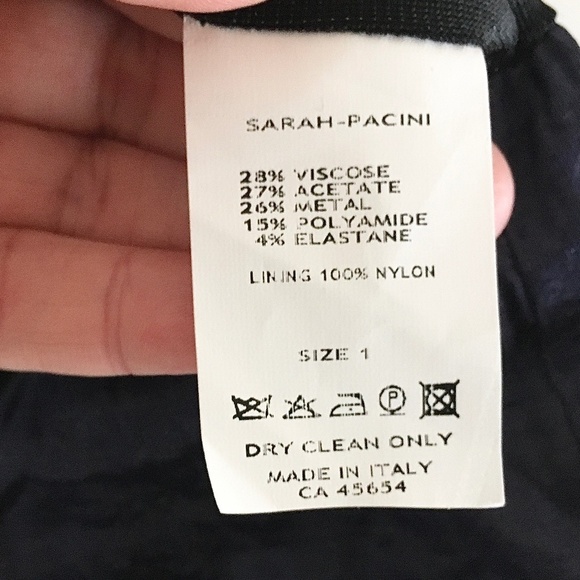 SARAH-PACINI
28% VISCOSE
27% ACETATE
26% METAL
15% POLYAMIDE
4% ELASTANE
LINING 100% NYLON
SIZE 1
P
DRY CLEAN ONLY
MADE IN ITALY
CA 45654